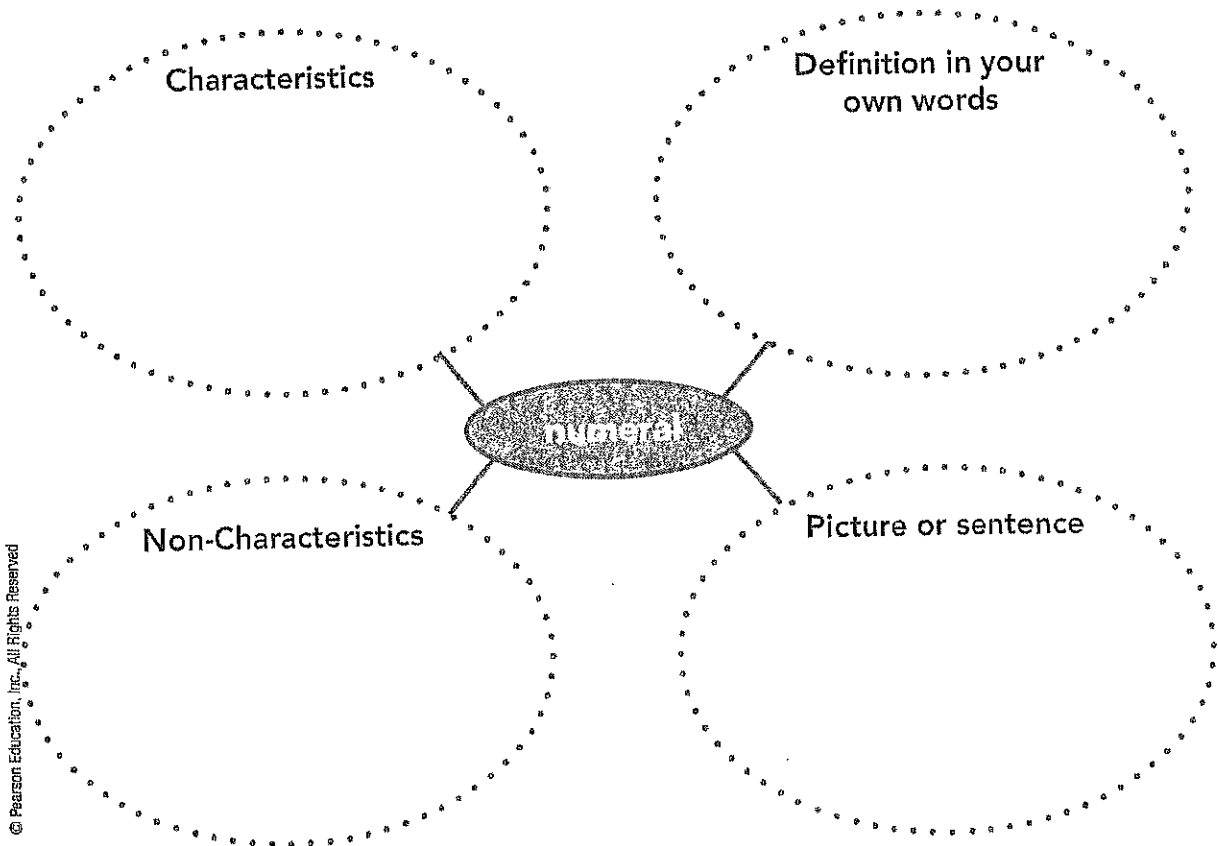 Characteristics
Definition in your
own words
numeral
Non-Characteristics
Picture or sentence
© Pearson Education, Inc., All Rights Reserved